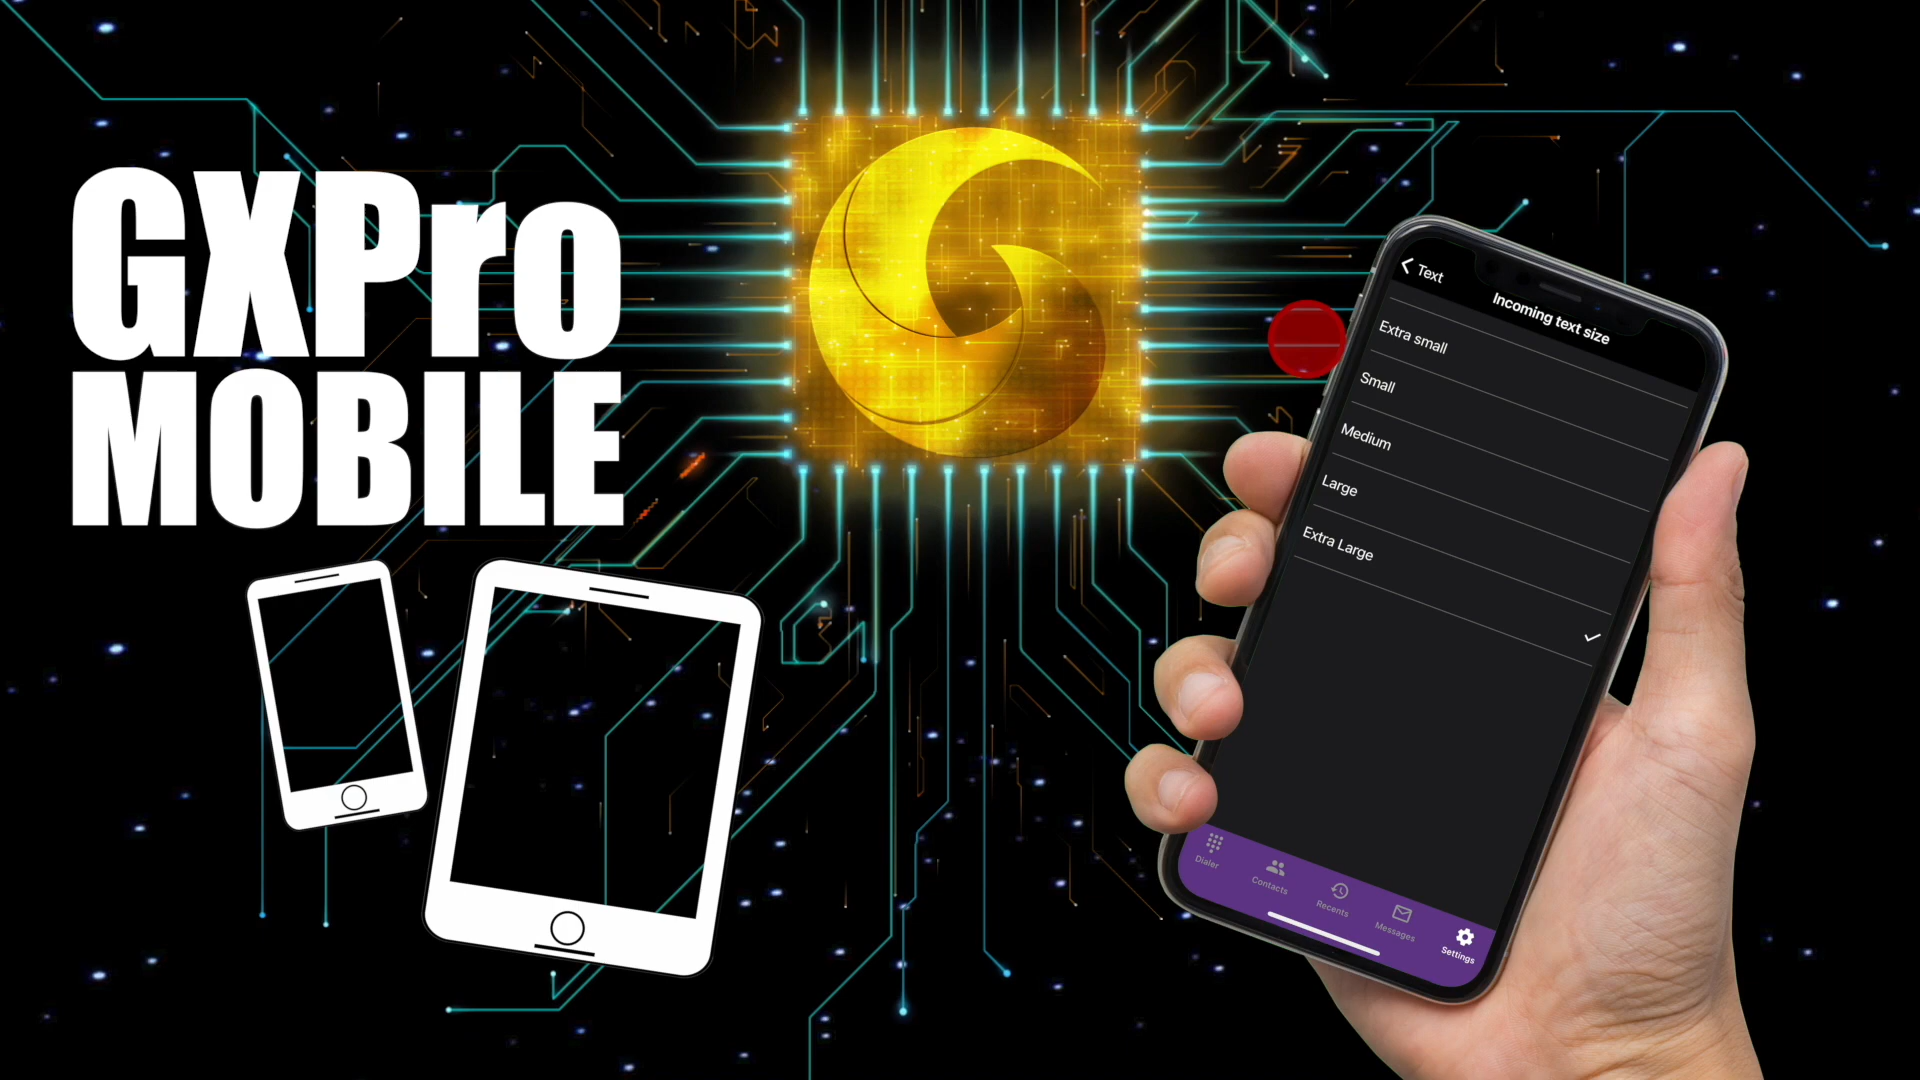 GXPro
MOBILE
Text
Incoming text size
Extra small
Small
Medium
Large
Extra Large
Dialer
Contacts
Recents
Messages
Settings